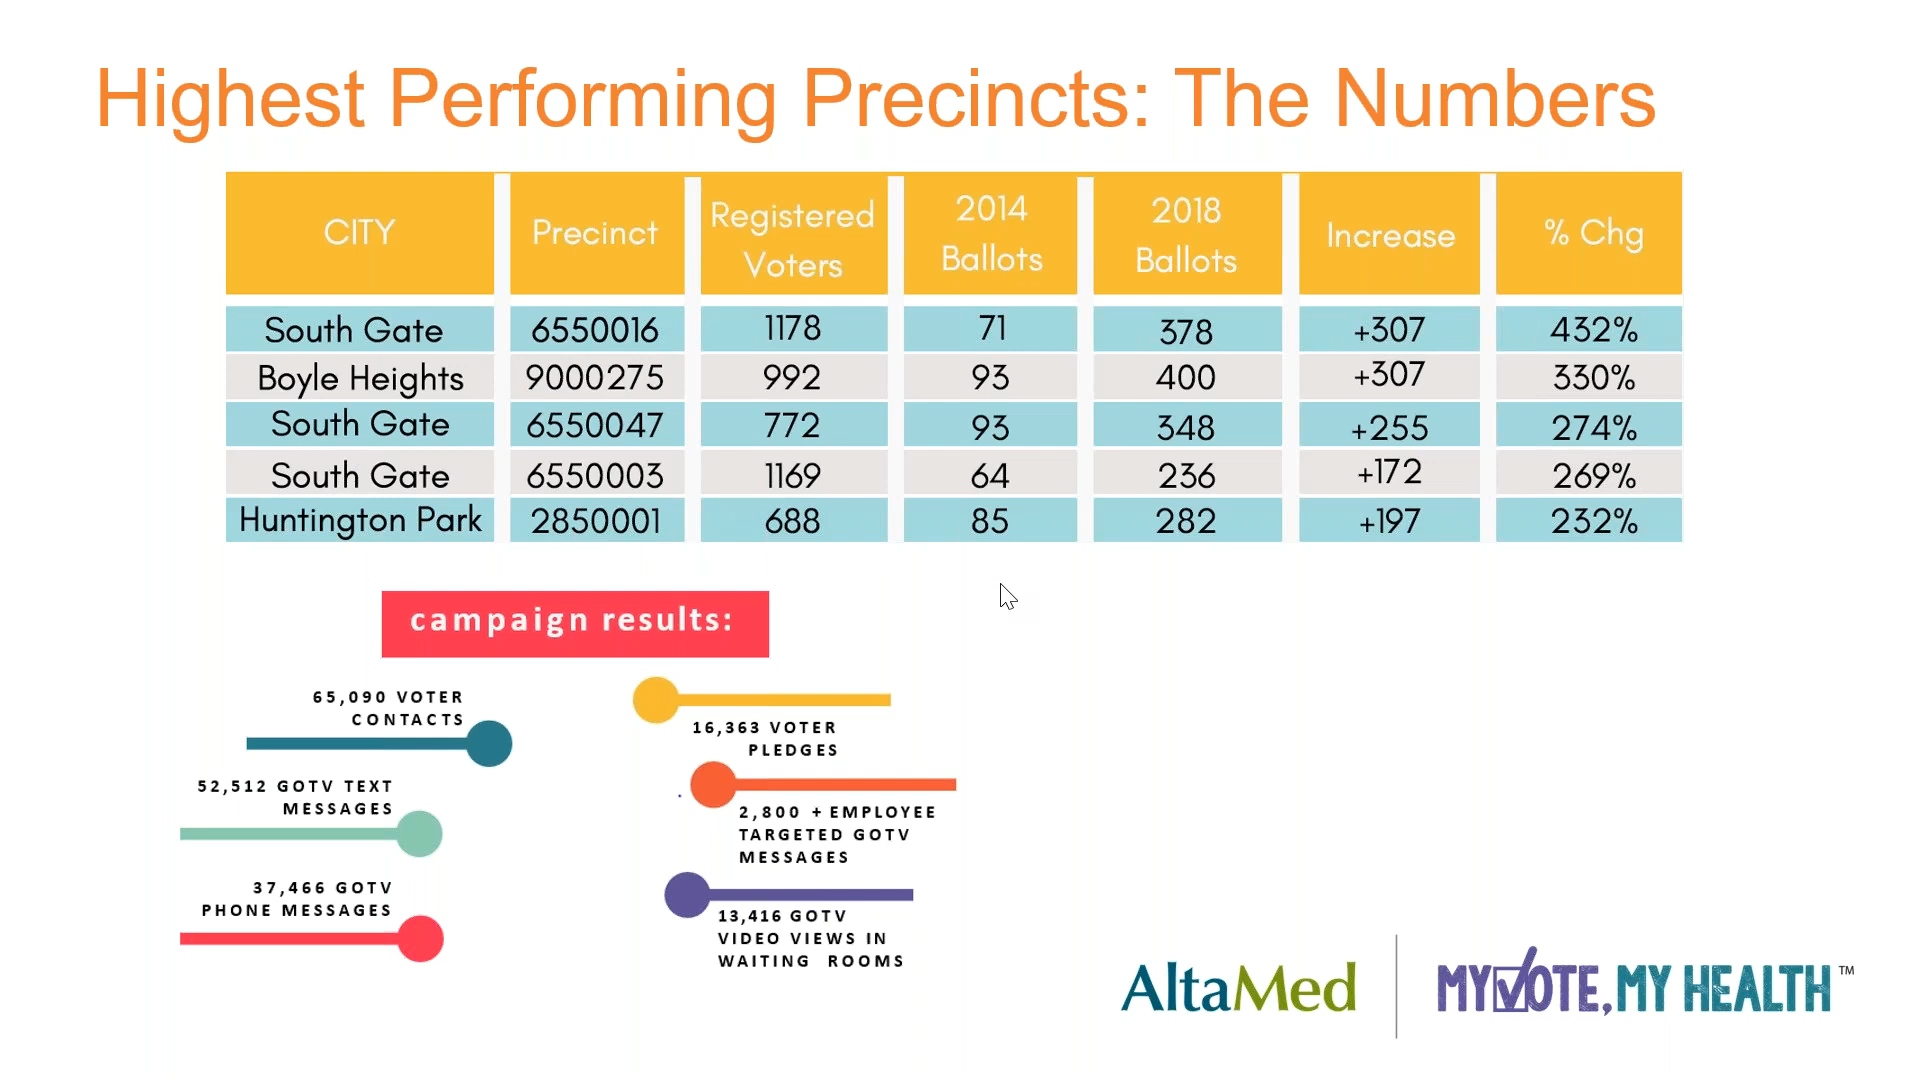 Highest Performing Precincts: The Numbers
CITY Precinct Registered Voters 2014 Ballots 2018 Ballots Increase % Chg
South Gate 6550016 1178 71 378 +307 432%
Boyle Heights 9000275 992 93 400 +307 330%
South Gate 6550047 772 93 348 +255 274%
South Gate 6550003 1169 64 236 +172 269%
Huntington Park 2850001 688 85 282 +197 232%
campaign results:
65,090 VOTER
CONTACTS
52,512 GOTV TEXT
MESSAGES
37,466 GOTV
PHONE MESSAGES
16,363 VOTER
PLEDGES
2,800 + EMPLOYEE
TARGETED GOTV
MESSAGES
13,416 GOTV
VIDEO VIEWS IN
WAITING ROOMS
AltaMed
MY VOTE, MY HEALTH ™